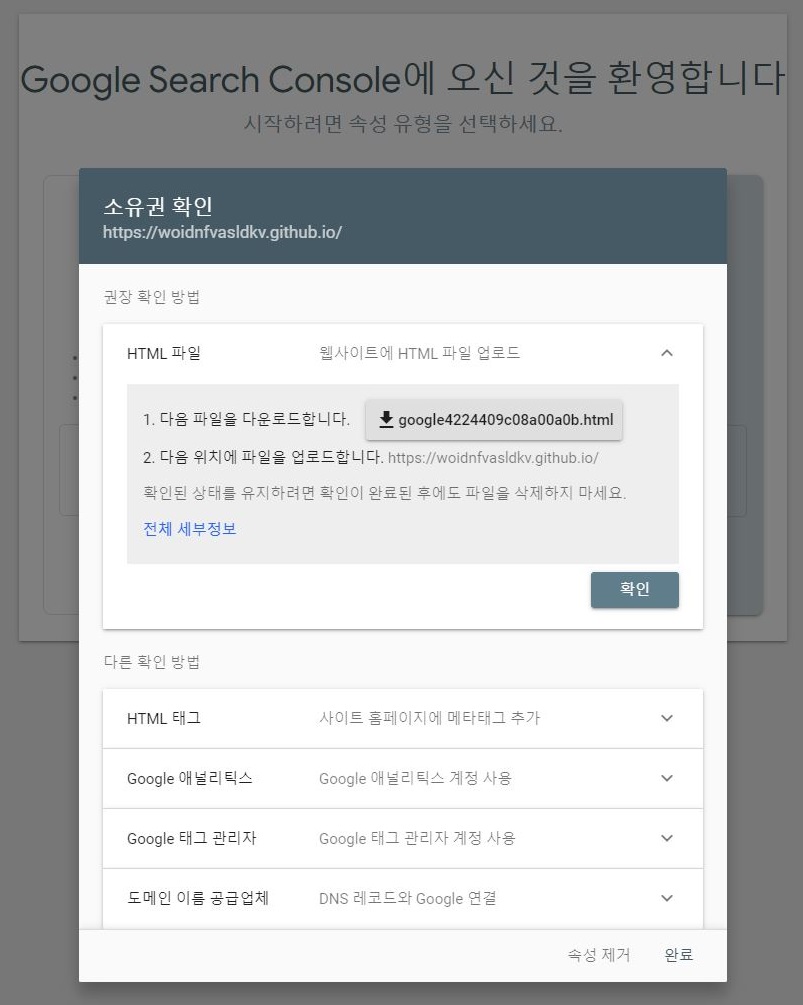 Google Search Console에 오신 것을 환영합니다
시작하려면 속성 유형을 선택하세요.
소유권 확인
https://woidnfvasldkv.github.io/
권장 확인 방법
HTML 파일 웹사이트에 HTML 파일 업로드
1. 다음 파일을 다운로드합니다. google4224409c08a00a0b.html
2. 다음 위치에 파일을 업로드합니다. https://woidnfvasldkv.github.io/
확인된 상태를 유지하려면 확인이 완료된 후에도 파일을 삭제하지 마세요.
전체 세부정보
확인
다른 확인 방법
HTML 태그 사이트 홈페이지에 메타태그 추가
Google 애널리틱스 Google 애널리틱스 계정 사용
Google 태그 관리자 Google 태그 관리자 계정 사용
도메인 이름 공급업체 DNS 레코드와 Google 연결
속성 제거 완료